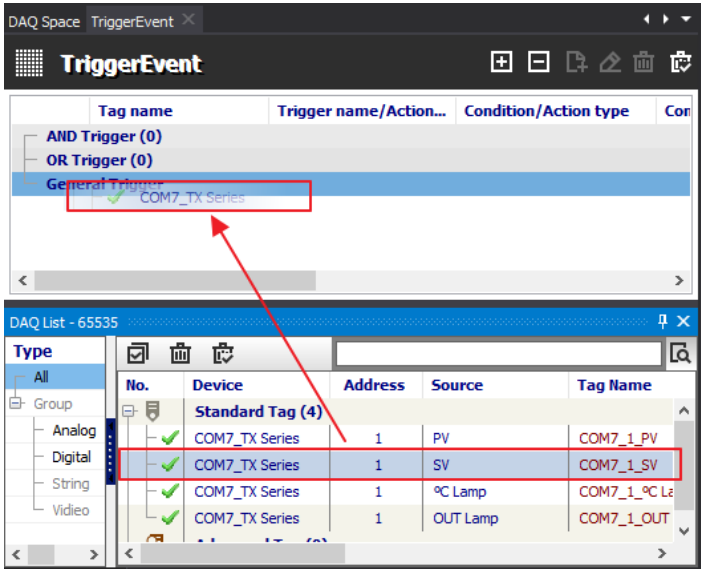 DAQ Space TriggerEvent
TriggerEvent
Tag name Trigger name/Action... Condition/Action type Con
AND Trigger (0)
OR Trigger (0)
General Trigger
COM7_TX Series
DAQ List - 65535
Type
All
Group
Analog
Digital
String
Vidieo
No. Device Address Source Tag Name
Standard Tag (4)
COM7_TX Series 1 PV COM7_1_PV
COM7_TX Series 1 SV COM7_1_SV
COM7_TX Series 1 ºC Lamp COM7_1_ºC La
COM7_TX Series 1 OUT Lamp COM7_1_OUT